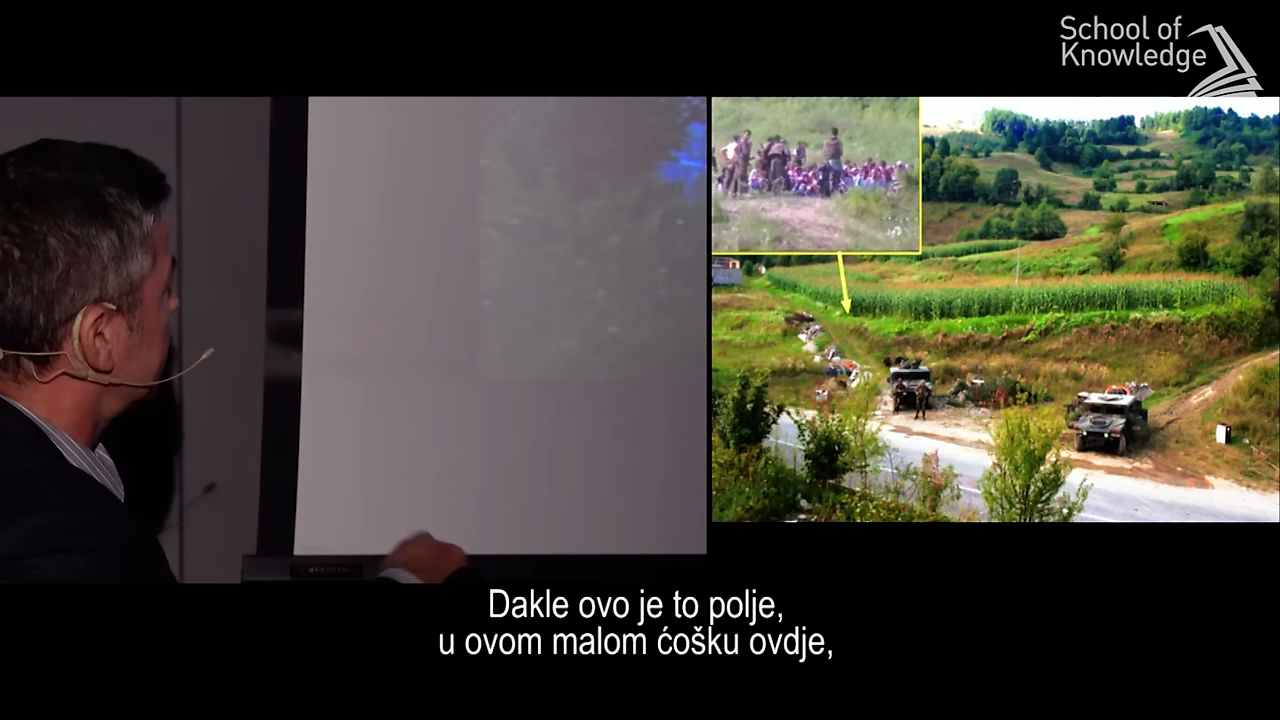 School of
Knowledge
Dakle ovo je to polje,
u ovom malom ćošku ovdje,